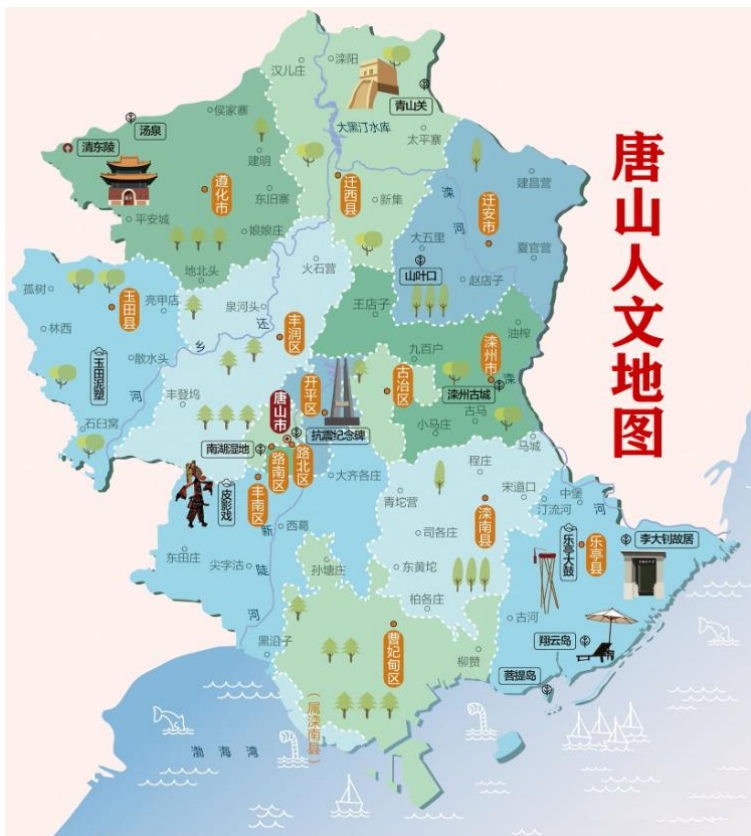 唐山人文地图
汉儿庄
滦阳
青山关
大黑汀水库
太平寨
侯家寨
汤泉
清东陵
建明
遵化市
东旧寨
平安城
娘娘庄
地北头
迁西县
新集
滦
河
迁安市
建昌营
大五里
夏官营
山叶口
赵店子
孤树
玉田县
亮甲店
林西
散水头
玉田泥塑
石臼窝
河
火石营
泉河头
还
乡
丰润区
丰登坞
王店子
九百户
油榨
滦州市
滦
滦州古城
古马
小马庄
马城
古冶区
开平区
唐山市
抗震纪念碑
南湖湿地
路南区
路北区
丰南区
皮影戏
大齐各庄
西葛
新
陡
河
东田庄
尖字沽
孙塘庄
黑沿子
程庄
宋道口
青坨营
滦南县
司各庄
东黄坨
柏各庄
中堡
汀流河
河
乐亭大鼓
乐亭县
李大钊故居
古河
翔云岛
菩提岛
曹妃甸区
柳赞
（属滦南县）
渤海湾